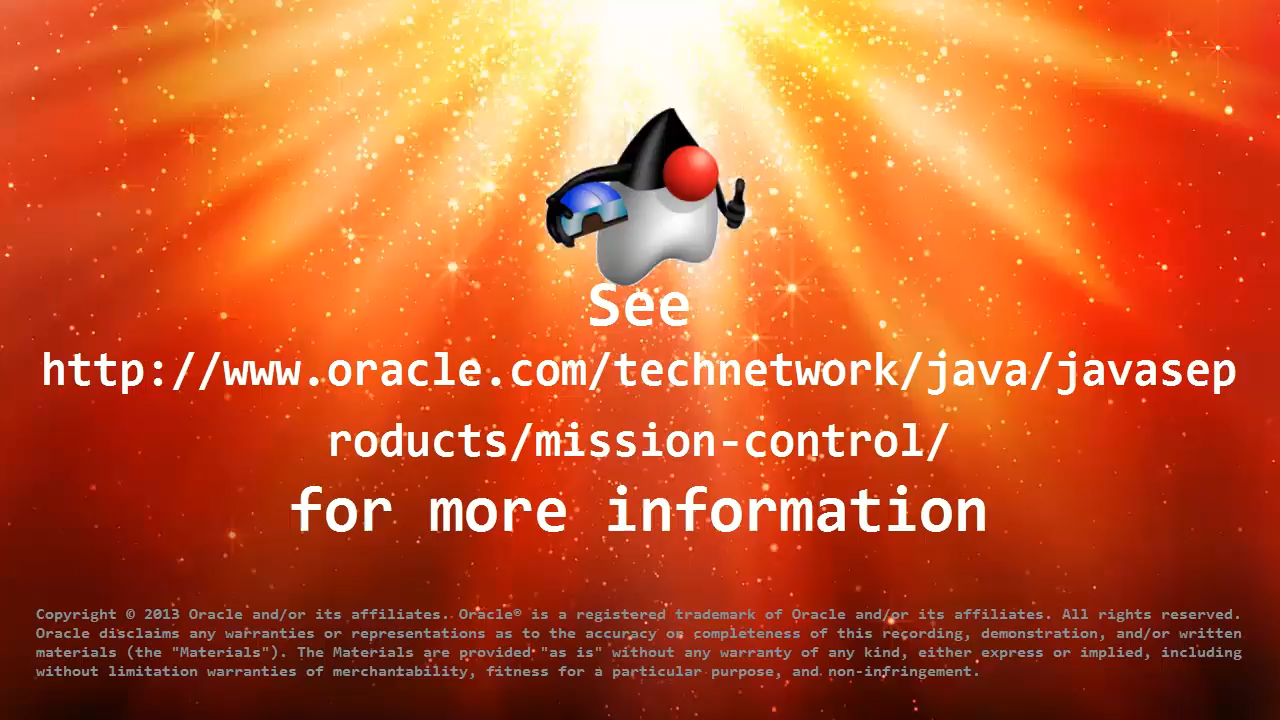 See
http://www.oracle.com/technetwork/java/javasep
roducts/mission-control/
for more information
Copyright © 2013 Oracle and/or its affiliates. Oracle® is a registered trademark of Oracle and/or its affiliates. All rights reserved.
Oracle disclaims any warranties or representations as to the accuracy or completeness of this recording, demonstration, and/or written
materials (the "Materials"). The Materials are provided "as is" without any warranty of any kind, either express or implied, including
without limitation warranties of merchantability, fitness for a particular purpose, and non-infringement.